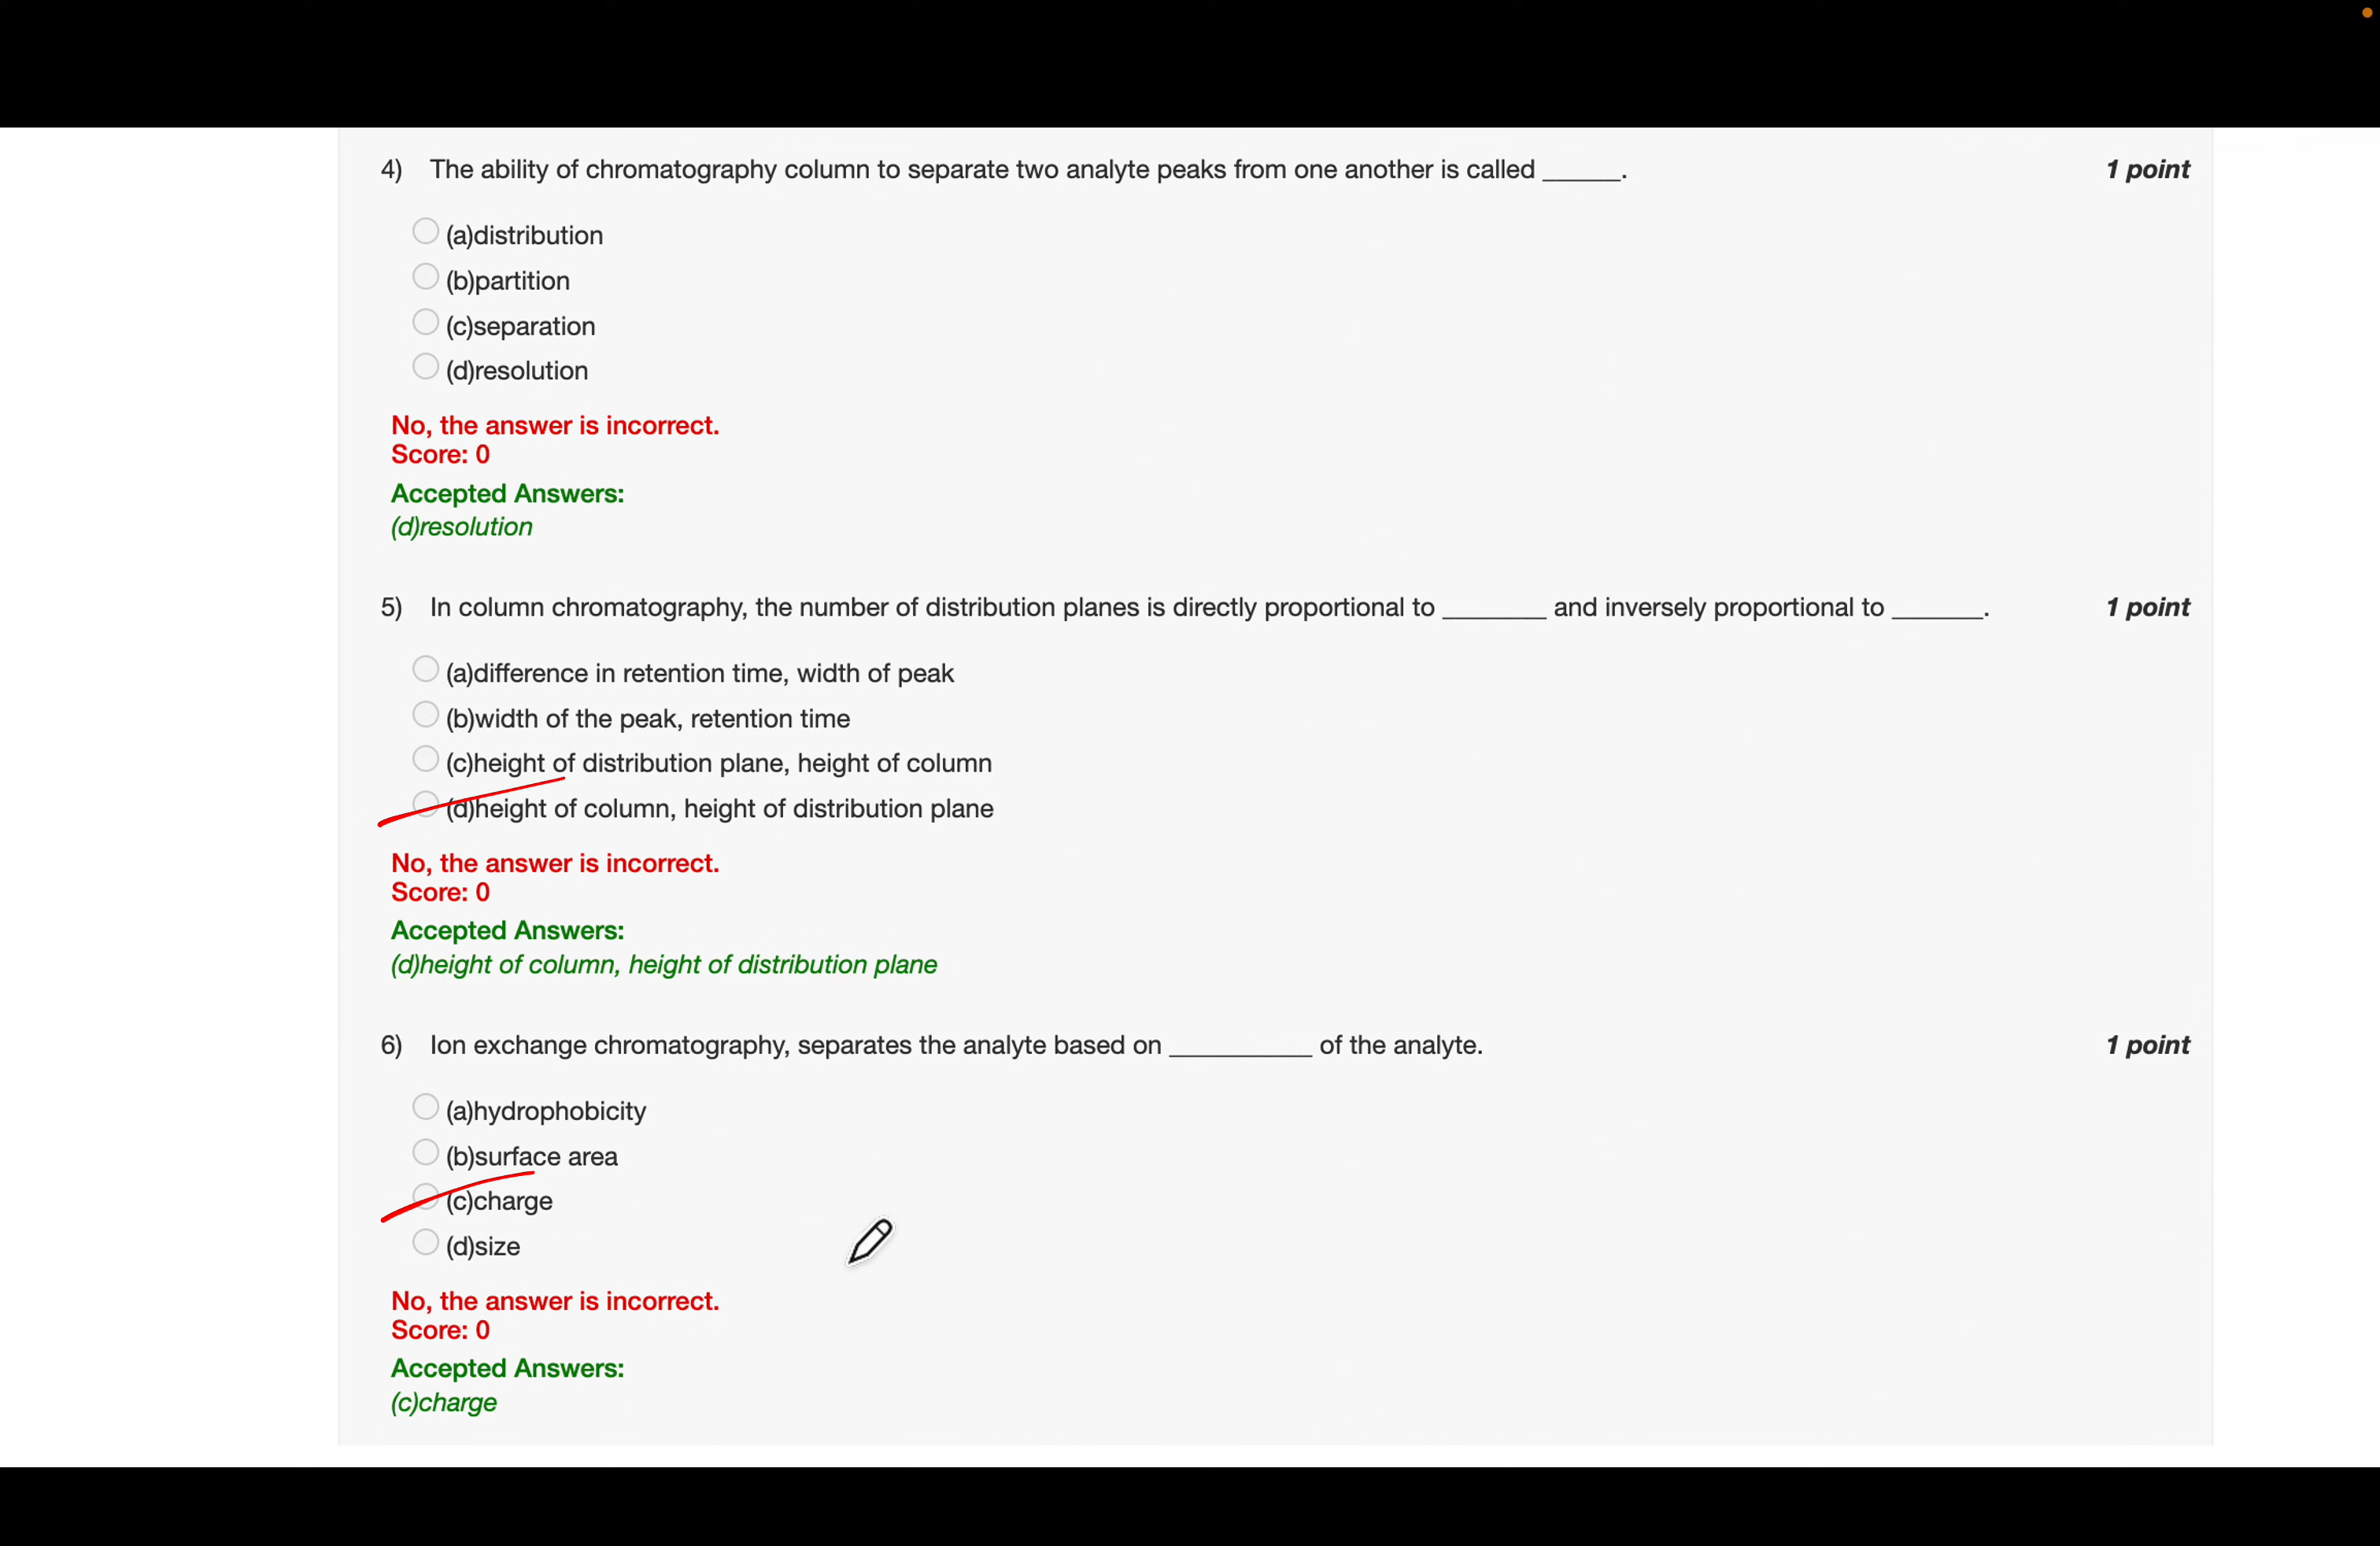 4) The ability of chromatography column to separate two analyte peaks from one another is called ______. 1 point
(a)distribution
(b)partition
(c)separation
(d)resolution
No, the answer is incorrect.
Score: 0
Accepted Answers:
(d)resolution
5) In column chromatography, the number of distribution planes is directly proportional to ________ and inversely proportional to _______. 1 point
(a)difference in retention time, width of peak
(b)width of the peak, retention time
(c)height of distribution plane, height of column
(d)height of column, height of distribution plane
No, the answer is incorrect.
Score: 0
Accepted Answers:
(d)height of column, height of distribution plane
6) Ion exchange chromatography, separates the analyte based on ___________ of the analyte. 1 point
(a)hydrophobicity
(b)surface area
(c)charge
(d)size
No, the answer is incorrect.
Score: 0
Accepted Answers:
(c)charge